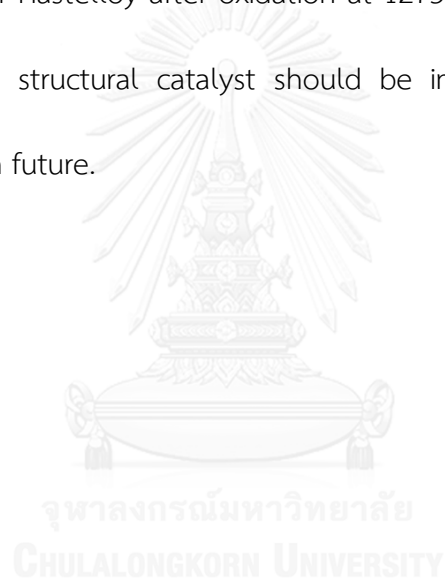 Hastelloy after oxidation at 1273
structural catalyst should be in
future.
จุฬาลงกรณ์มหาวิทยาลัย
CHULALONGKORN UNIVERSITY